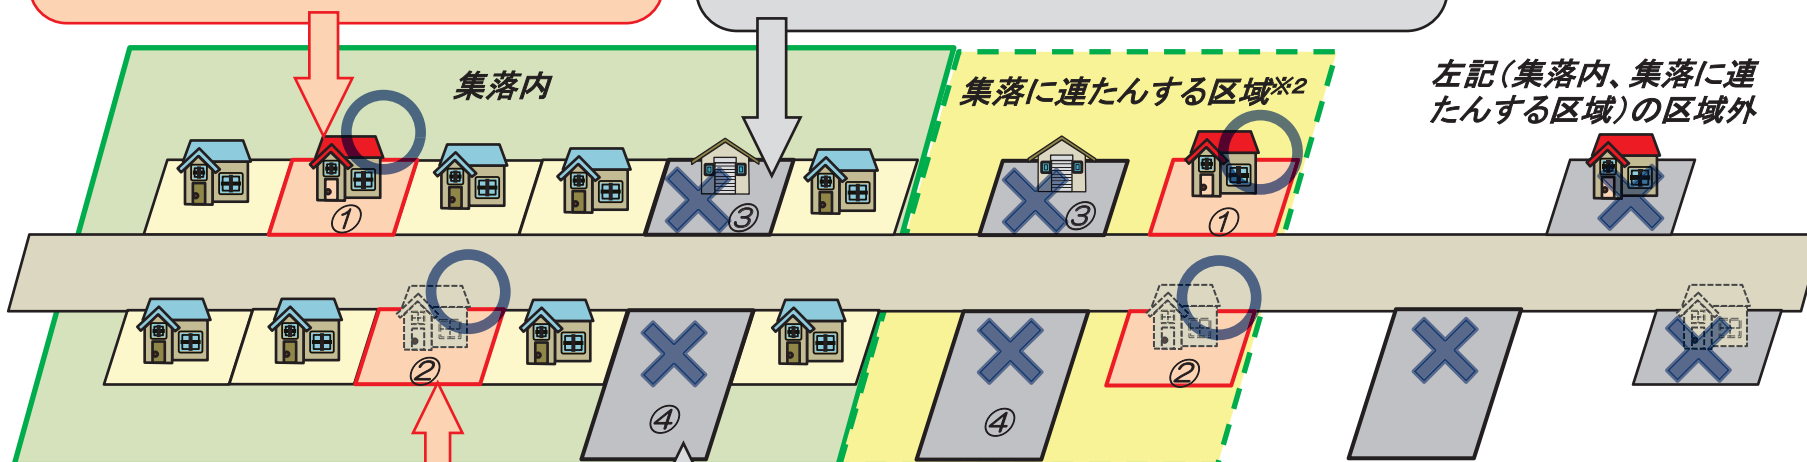 集落内
集落に連たんする区域※2
左記（集落内、集落に連
たんする区域）の区域外
① ③ ③ ①
② ②
④ ④